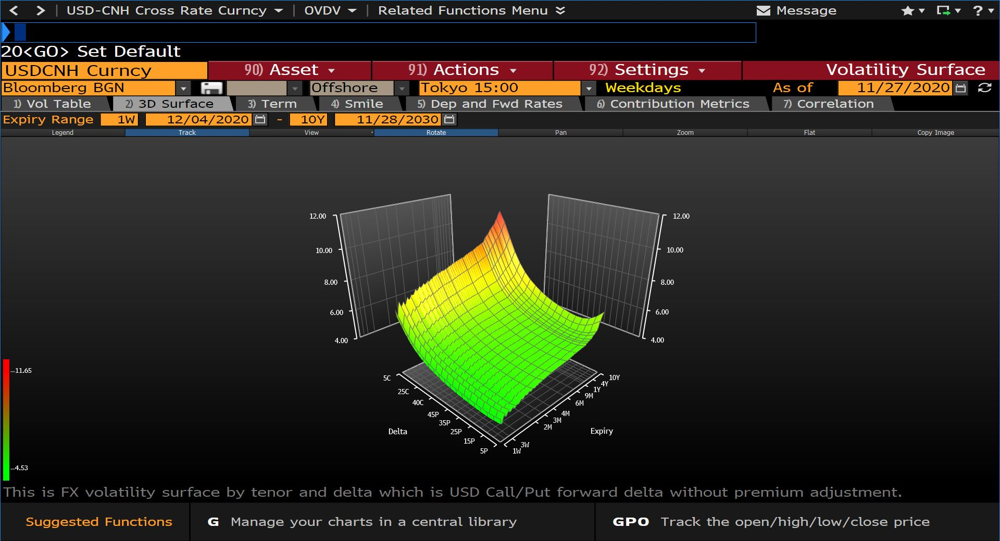 USD-CNH Cross Rate Curncy OVDV Related Functions Menu Message ?
20<GO> Set Default
USDCNH Curncy 90) Asset 91) Actions 92) Settings Volatility Surface
Bloomberg BGN Offshore Tokyo 15:00 Weekdays As of 11/27/2020
1) Vol Table 2) 3D Surface 3) Term 4) Smile 5) Dep and Fwd Rates 6) Contribution Metrics 7) Correlation
Expiry Range 1W 12/04/2020 - 10Y 11/28/2030
Legend Track View Rotate Pan Zoom Flat Copy Image
12.00 12.00
10.00 10.00
8.00 8.00
6.00 6.00
4.00 4.00
11.65
4.53
5C
25C
40C
45P
35P
25P
15P
5P
Delta
10Y
4Y
1Y
9M
6M
4M
3M
2M
3W
1W
Expiry
This is FX volatility surface by tenor and delta which is USD Call/Put forward delta without premium adjustment.
Suggested Functions G Manage your charts in a central library GPO Track the open/high/low/close price